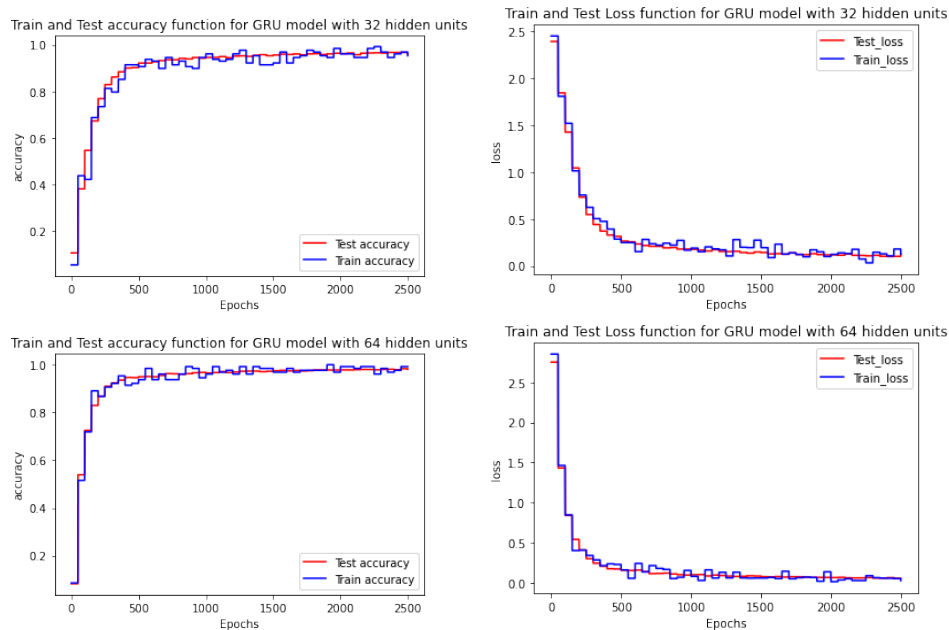 Train and Test accuracy function for GRU model with 32 hidden units
1.0
0.8
0.6
0.4
0.2
accuracy
Test accuracy
Train accuracy
0
500
1000
1500
2000
2500
Epochs
Train and Test Loss function for GRU model with 32 hidden units
2.5
2.0
1.5
1.0
0.5
0.0
loss
Test_loss
Train_loss
0
500
1000
1500
2000
2500
Epochs
Train and Test accuracy function for GRU model with 64 hidden units
1.0
0.8
0.6
0.4
0.2
accuracy
Test accuracy
Train accuracy
0
500
1000
1500
2000
2500
Epochs
Train and Test Loss function for GRU model with 64 hidden units
2.5
2.0
1.5
1.0
0.5
0.0
loss
Test_loss
Train_loss
0
500
1000
1500
2000
2500
Epochs